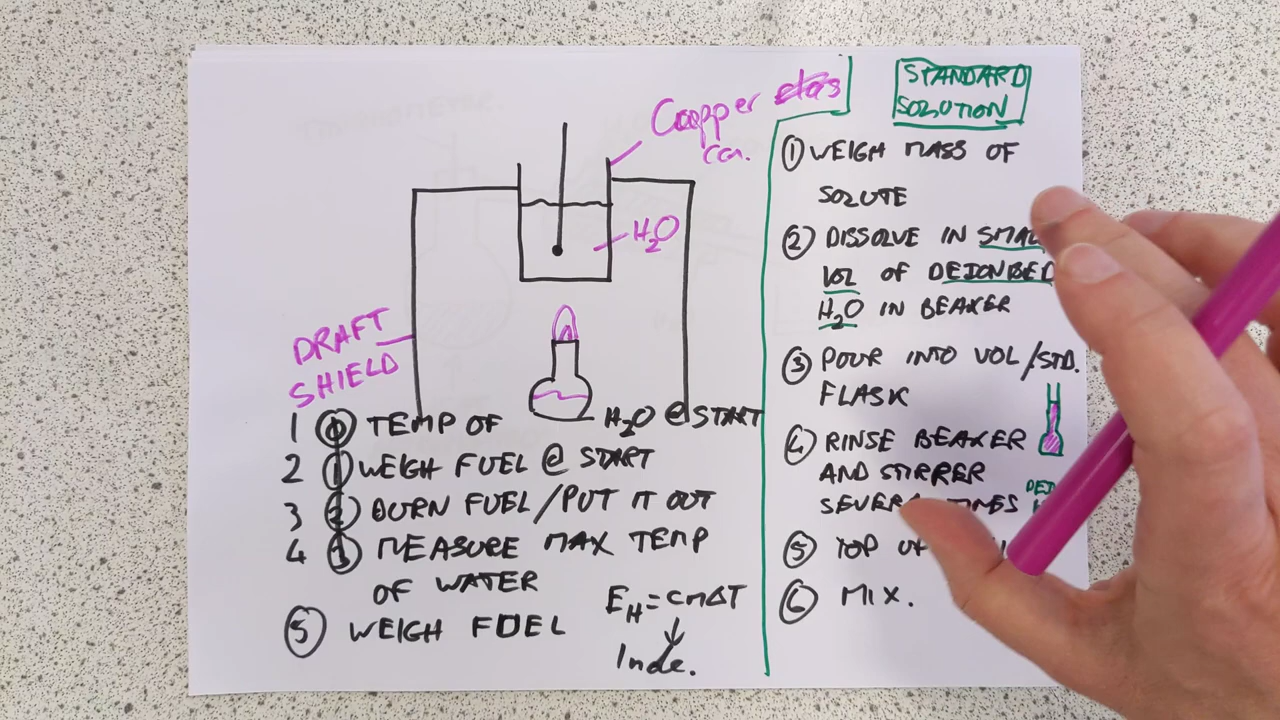 Copper
can.
H₂O
DRAFT
SHIELD
1 TEMP OF H₂O @ START
2 ① WEIGH FUEL @ START
3 ② BURN FUEL/PUT IT OUT
4 ③ MEASURE MAX TEMP
OF WATER
⑤ WEIGH FUEL
E_H = cmΔT
STANDARD
SOLUTION
① WEIGH MASS OF
SOLUTE
② DISSOLVE IN
VOL OF DEIONISED
H₂O IN BEAKER
③ POUR INTO VOL/STD.
FLASK
④ RINSE BEAKER
AND STIRRER
⑤ TOP
⑥ MIX.